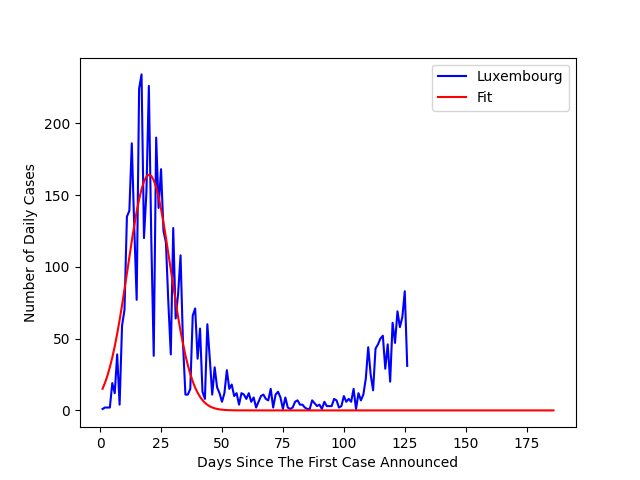 Luxembourg
Fit
Number of Daily Cases
200
150
100
50
0
0 25 50 75 100 125 150 175
Days Since The First Case Announced